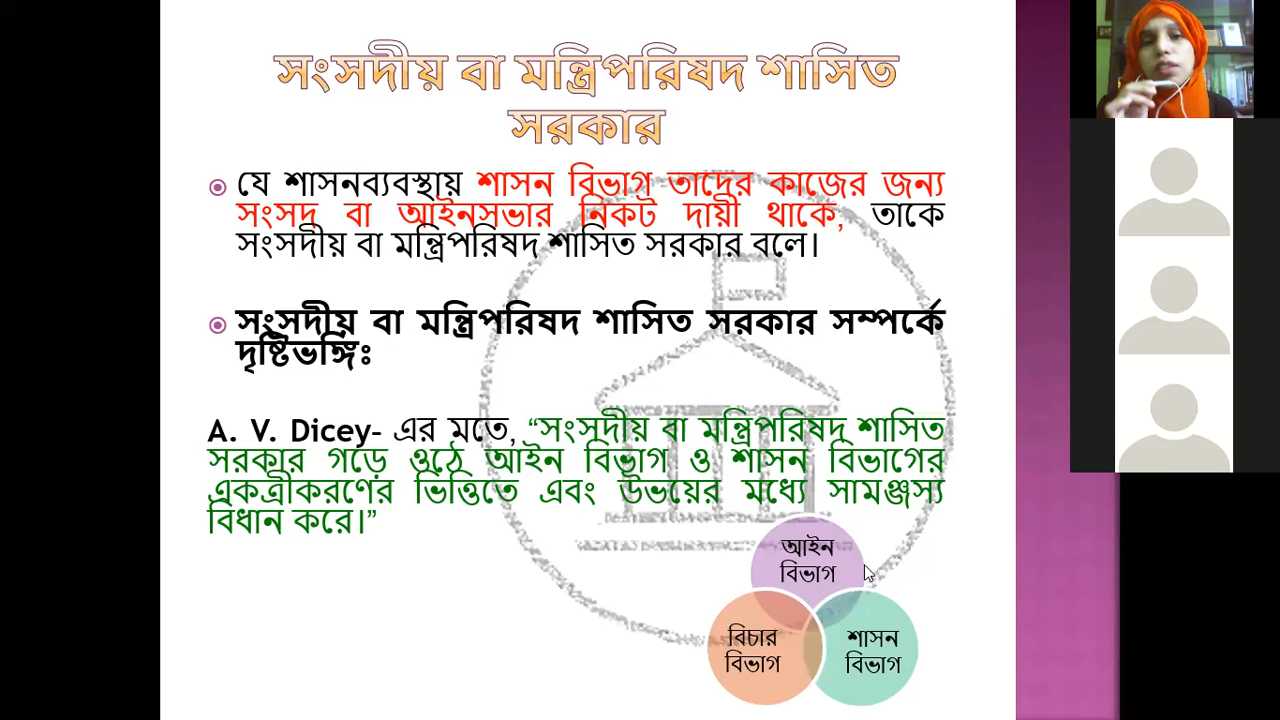 সংসদীয় বা মন্ত্রিপরিষদ শাসিত
সরকার
যে শাসনব্যবস্থায় শাসন বিভাগ তাদের কাজের জন্য
সংসদ বা আইনসভার নিকট দায়ী থাকে, তাকে
সংসদীয় বা মন্ত্রিপরিষদ শাসিত সরকার বলে।
সংসদীয় বা মন্ত্রিপরিষদ শাসিত সরকার সম্পর্কে
দৃষ্টিভঙ্গিঃ
A. V. Dicey- এর মতে, “সংসদীয় বা মন্ত্রিপরিষদ শাসিত
সরকার গড়ে ওঠে আইন বিভাগ ও শাসন বিভাগের
একত্রীকরণের ভিত্তিতে এবং উভয়ের মধ্যে সামঞ্জস্য
বিধান করে।”
আইন
বিভাগ
বিচার
বিভাগ
শাসন
বিভাগ